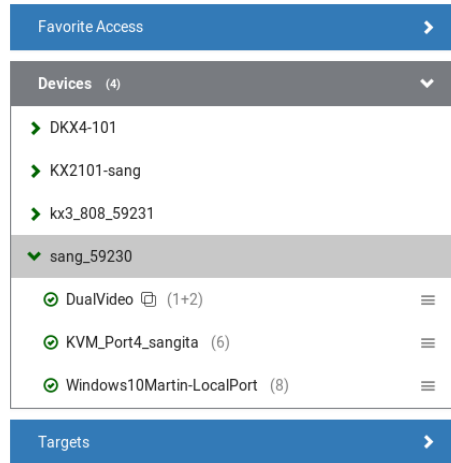 Favorite Access
Devices (4)
DKX4-101
KX2101-sang
kx3_808_59231
sang_59230
DualVideo (1+2)
KVM_Port4_sangita (6)
Windows10Martin-LocalPort (8)
Targets